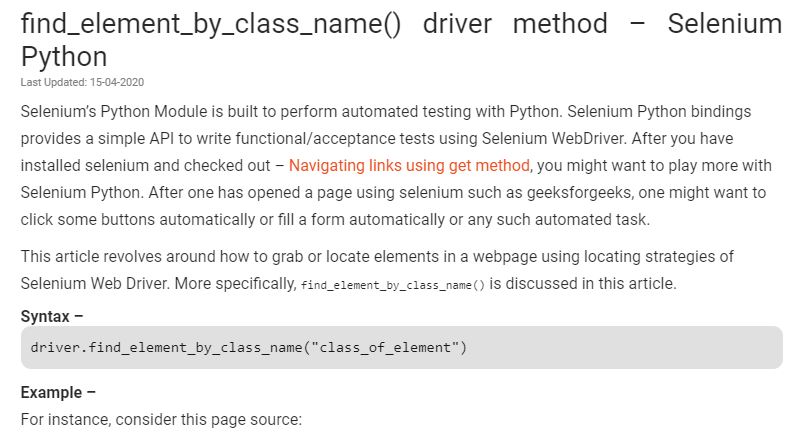 find_element_by_class_name() driver method – Selenium
Python
Last Updated: 15-04-2020
Selenium's Python Module is built to perform automated testing with Python. Selenium Python bindings
provides a simple API to write functional/acceptance tests using Selenium WebDriver. After you have
installed selenium and checked out – Navigating links using get method, you might want to play more with
Selenium Python. After one has opened a page using selenium such as geeksforgeeks, one might want to
click some buttons automatically or fill a form automatically or any such automated task.
This article revolves around how to grab or locate elements in a webpage using locating strategies of
Selenium Web Driver. More specifically, find_element_by_class_name() is discussed in this article.
Syntax –
driver.find_element_by_class_name("class_of_element")
Example –
For instance, consider this page source: